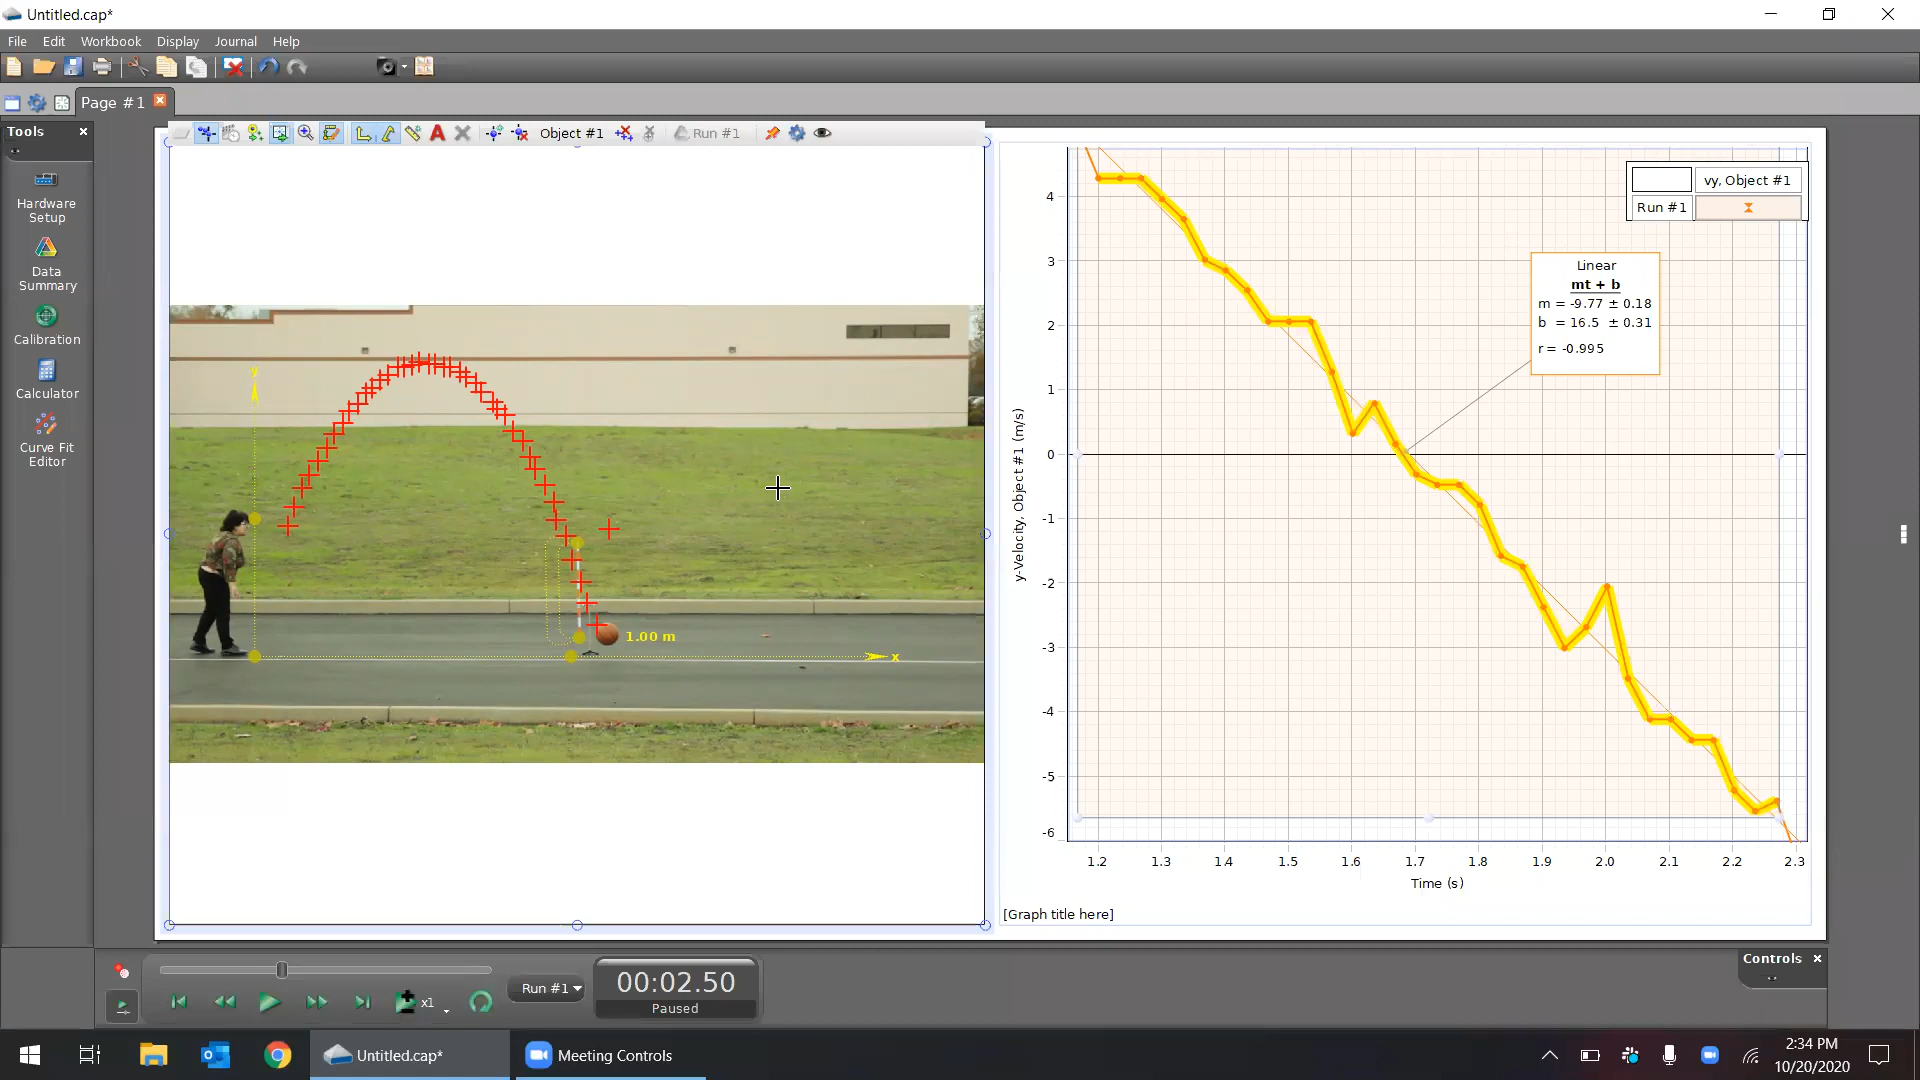 Untitled.cap*
File Edit Workbook Display Journal Help
Page #1
Tools
Object #1
Run #1
Hardware
Setup
Data
Summary
Calibration
Calculator
Curve Fit
Editor
y
1.00 m
x
vy, Object #1
Run #1
Linear
mt + b
m = -9.77 ± 0.18
b = 16.5 ± 0.31
r = -0.995
y-Velocity, Object #1 (m/s)
4
3
2
1
0
-1
-2
-3
-4
-5
-6
1.2 1.3 1.4 1.5 1.6 1.7 1.8 1.9 2.0 2.1 2.2 2.3
Time (s)
[Graph title here]
x1
Run #1
00:02.50
Paused
Controls
Untitled.cap*
Meeting Controls
2:34 PM
10/20/2020